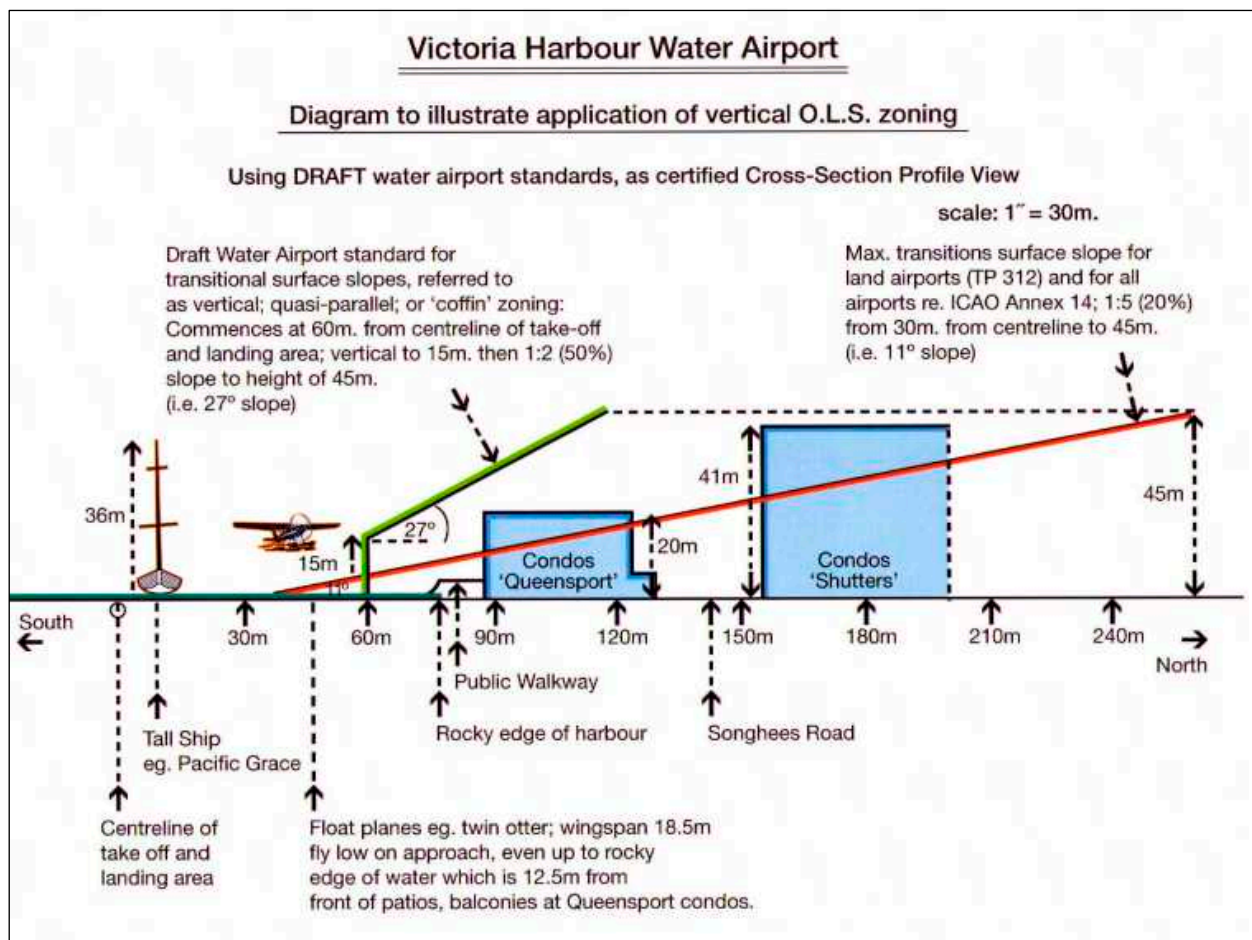 Victoria Harbour Water Airport
Diagram to illustrate application of vertical O.L.S. zoning
Using DRAFT water airport standards, as certified Cross-Section Profile View
scale: 1″ = 30m.
Draft Water Airport standard for
transitional surface slopes, referred to
as vertical; quasi-parallel; or 'coffin' zoning:
Commences at 60m. from centreline of take-off
and landing area; vertical to 15m. then 1:2 (50%)
slope to height of 45m.
(i.e. 27º slope)
Max. transitions surface slope for
land airports (TP 312) and for all
airports re. ICAO Annex 14; 1:5 (20%)
from 30m. from centreline to 45m.
(i.e. 11º slope)
36m
15m
27º
11º
Condos
'Queensport'
20m
41m
Condos
'Shutters'
45m
South
30m
60m
90m
120m
150m
180m
210m
240m
North
Public Walkway
Tall Ship
eg. Pacific Grace
Rocky edge of harbour
Songhees Road
Centreline of
take off and
landing area
Float planes eg. twin otter; wingspan 18.5m
fly low on approach, even up to rocky
edge of water which is 12.5m from
front of patios, balconies at Queensport condos.